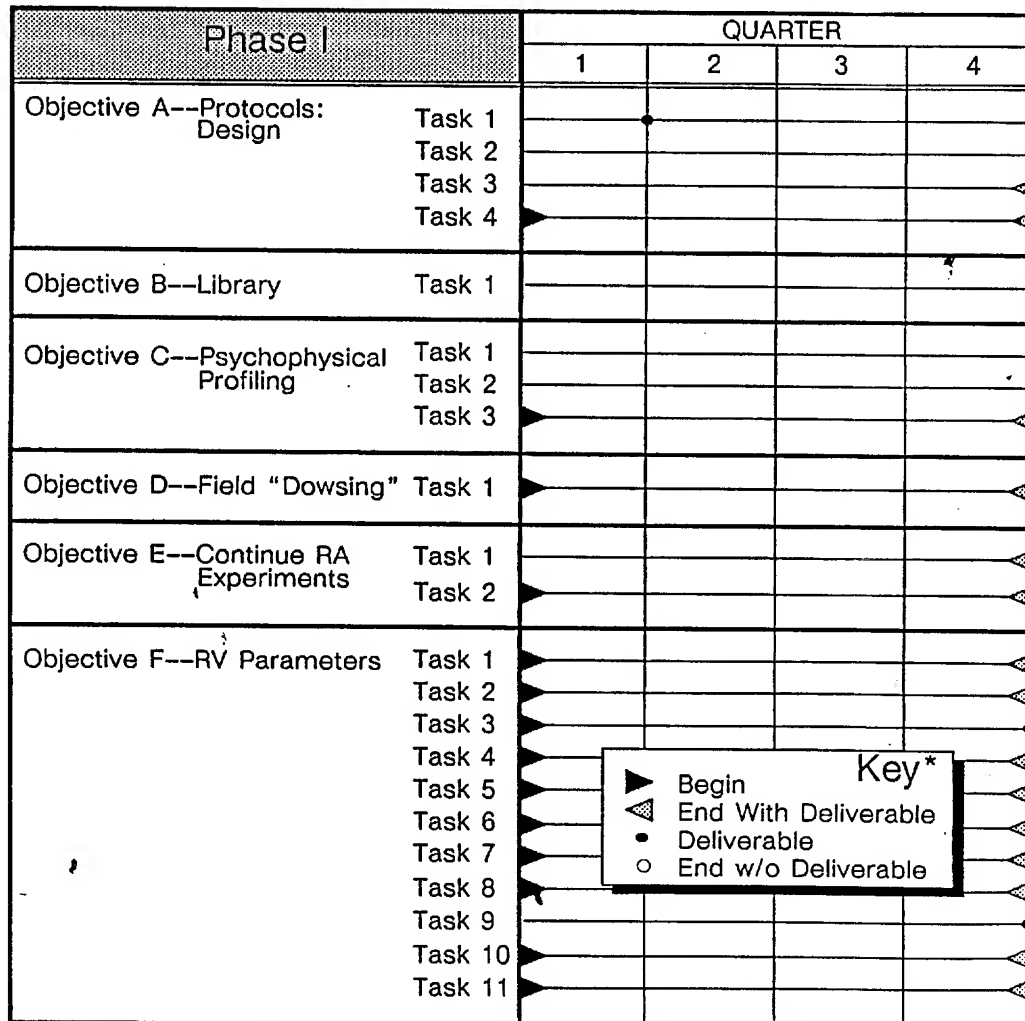 Phase I
QUARTER
1 2 3 4
Objective A--Protocols:
Design
Task 1
Task 2
Task 3
Task 4
Objective B--Library
Task 1
Objective C--Psychophysical
Profiling
Task 1
Task 2
Task 3
Objective D--Field “Dowsing”
Task 1
Objective E--Continue RA
Experiments
Task 1
Task 2
Objective F--RV Parameters
Task 1
Task 2
Task 3
Task 4
Task 5
Task 6
Task 7
Task 8
Task 9
Task 10
Task 11
Key*
Begin
End With Deliverable
Deliverable
End w/o Deliverable